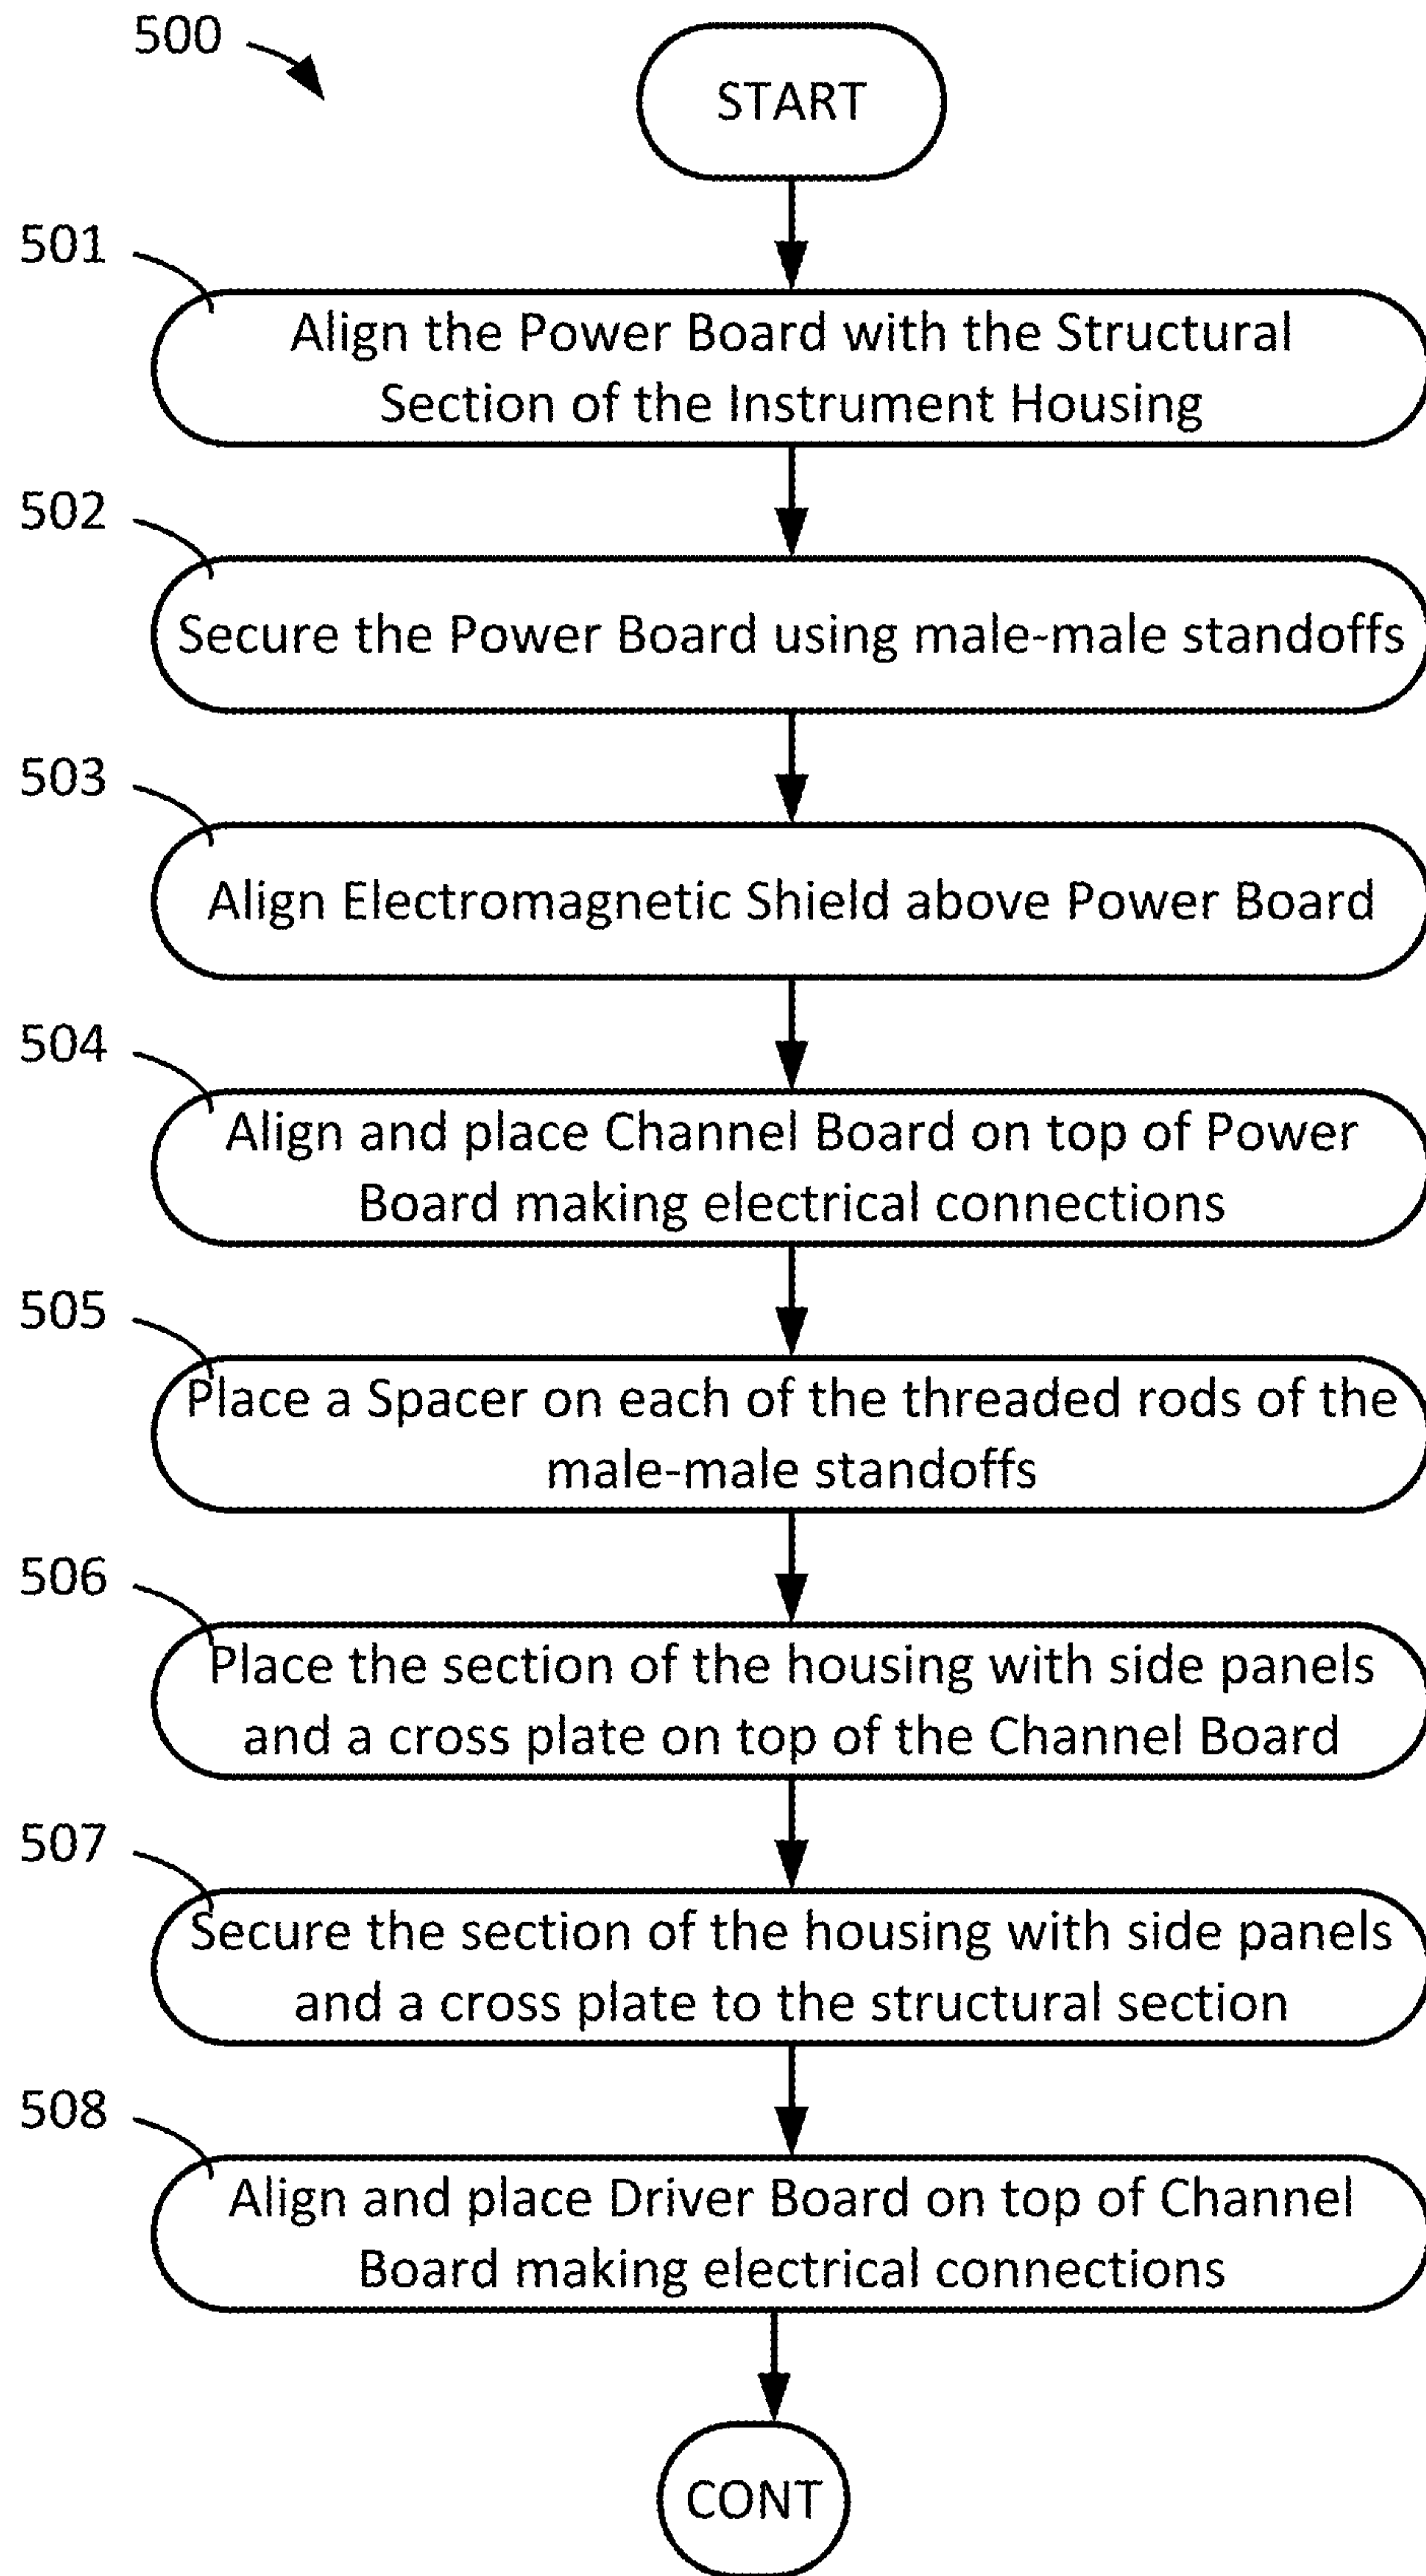 500
START
501
Align the Power Board with the Structural
Section of the Instrument Housing
502
Secure the Power Board using male-male standoffs
503
Align Electromagnetic Shield above Power Board
504
Align and place Channel Board on top of Power
Board making electrical connections
505
Place a Spacer on each of the threaded rods of the
male-male standoffs
506
Place the section of the housing with side panels
and a cross plate on top of the Channel Board
507
Secure the section of the housing with side panels
and a cross plate to the structural section
508
Align and place Driver Board on top of Channel
Board making electrical connections
CONT